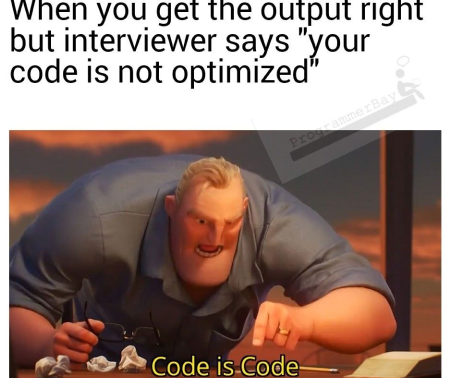 When you get the output right
but interviewer says "your
code is not optimized"
ProgrammerBay
Code is Code